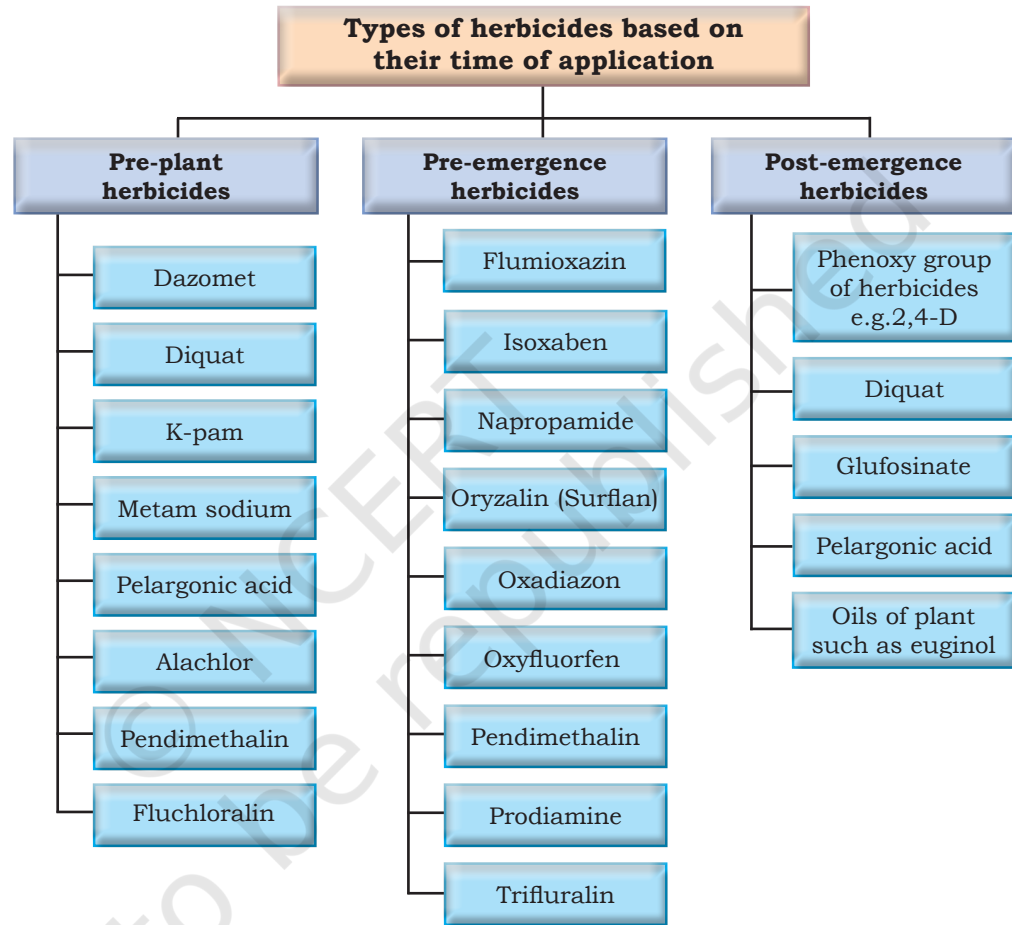 Types of herbicides based on
their time of application
Pre-plant
herbicides
Dazomet
Diquat
K-pam
Metam sodium
Pelargonic acid
Alachlor
Pendimethalin
Fluchloralin
Pre-emergence
herbicides
Flumioxazin
Isoxaben
Napropamide
Oryzalin (Surflan)
Oxadiazon
Oxyfluorfen
Pendimethalin
Prodiamine
Trifluralin
Post-emergence
herbicides
Phenoxy group
of herbicides
e.g.2,4-D
Diquat
Glufosinate
Pelargonic acid
Oils of plant
such as euginol
© NCERT
to be republished